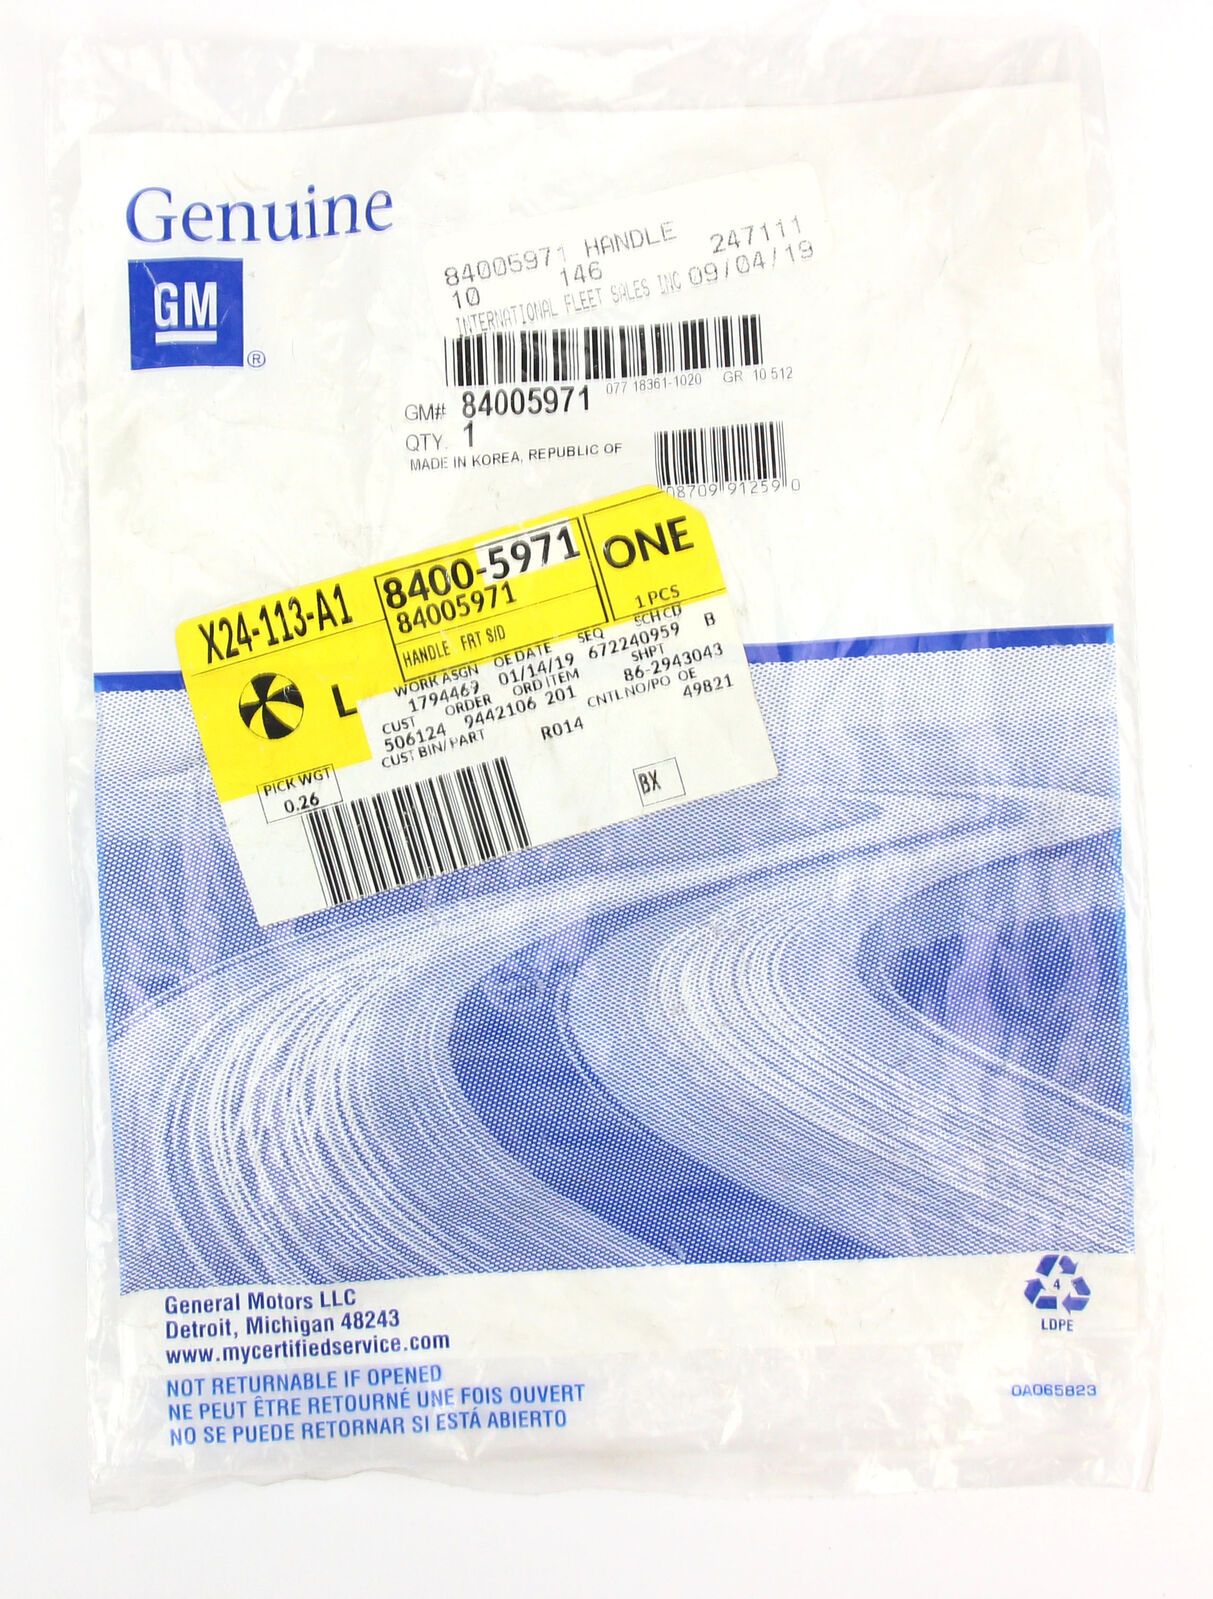 Genuine
GM
®
84005971 HANDLE 247111
10 146
INTERNATIONAL FLEET SALES INC 09/04/19
077 18361-1020 GR 10 512
GM# 84005971
QTY. 1
MADE IN KOREA, REPUBLIC OF
08709 91259 0
X24-113-A1
8400-5971
84005971
HANDLE FRT S/D
ONE
1 PCS
L
WORK ASGN OE DATE SEQ SCH CD
1794469 01/14/19 672240959 B
CUST ORDER ORD ITEM SHPT
506124 9442106 201 86-2943043
CUST BIN/PART CNTL NO/PO OE
R014 49821
PICK WGT
0.26
BX
4
LDPE
General Motors LLC
Detroit, Michigan 48243
www.mycertifiedservice.com
NOT RETURNABLE IF OPENED
NE PEUT ÊTRE RETOURNÉ UNE FOIS OUVERT
NO SE PUEDE RETORNAR SI ESTÁ ABIERTO
0A065823